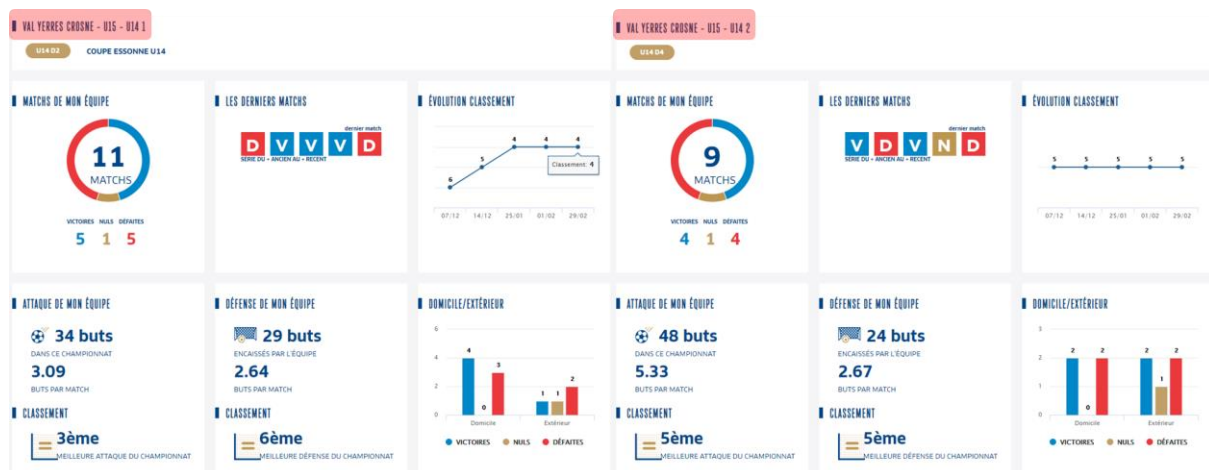 VAL YERRES CROSNE - U15 - U14 1
U14 D2 COUPE ESSONNE U14
MATCHS DE MON ÉQUIPE
11
MATCHS
VICTOIRES NULS DÉFAITES
5 1 5
LES DERNIERS MATCHS
dernier match
D V V V D
SÉRIE DU + ANCIEN AU + RECENT
ÉVOLUTION CLASSEMENT
6 5 4 4 4
Classement: 4
07/12 14/12 25/01 01/02 29/02
ATTAQUE DE MON ÉQUIPE
34 buts
DANS CE CHAMPIONNAT
3.09
BUTS PAR MATCH
CLASSEMENT
3ème
MEILLEURE ATTAQUE DU CHAMPIONNAT
DÉFENSE DE MON ÉQUIPE
29 buts
ENCAISSÉS PAR L'ÉQUIPE
2.64
BUTS PAR MATCH
CLASSEMENT
6ème
MEILLEURE DÉFENSE DU CHAMPIONNAT
DOMICILE/EXTÉRIEUR
6
4
2
0
4 0 3 1 1 2
Domicile Extérieur
VICTOIRES NULS DÉFAITES
VAL YERRES CROSNE - U15 - U14 2
U14 D4
MATCHS DE MON ÉQUIPE
9
MATCHS
VICTOIRES NULS DÉFAITES
4 1 4
LES DERNIERS MATCHS
dernier match
V D V N D
SÉRIE DU + ANCIEN AU + RECENT
ÉVOLUTION CLASSEMENT
5 5 5 5 5
07/12 14/12 25/01 01/02 29/02
ATTAQUE DE MON ÉQUIPE
48 buts
DANS CE CHAMPIONNAT
5.33
BUTS PAR MATCH
CLASSEMENT
5ème
MEILLEURE ATTAQUE DU CHAMPIONNAT
DÉFENSE DE MON ÉQUIPE
24 buts
ENCAISSÉS PAR L'ÉQUIPE
2.67
BUTS PAR MATCH
CLASSEMENT
5ème
MEILLEURE DÉFENSE DU CHAMPIONNAT
DOMICILE/EXTÉRIEUR
3
2
1
0
2 0 2 2 1 2
Domicile Extérieur
VICTOIRES NULS DÉFAITES